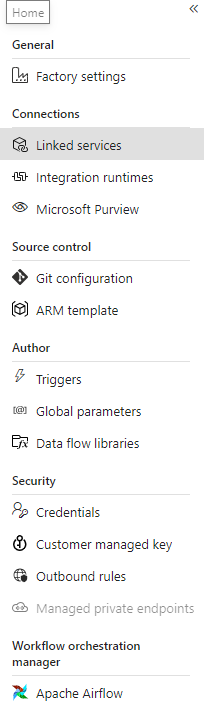 Home
«
General
Factory settings
Connections
Linked services
Integration runtimes
Microsoft Purview
Source control
Git configuration
ARM template
Author
Triggers
[@] Global parameters
Data flow libraries
Security
Credentials
Customer managed key
Outbound rules
Managed private endpoints
Workflow orchestration
manager
Apache Airflow